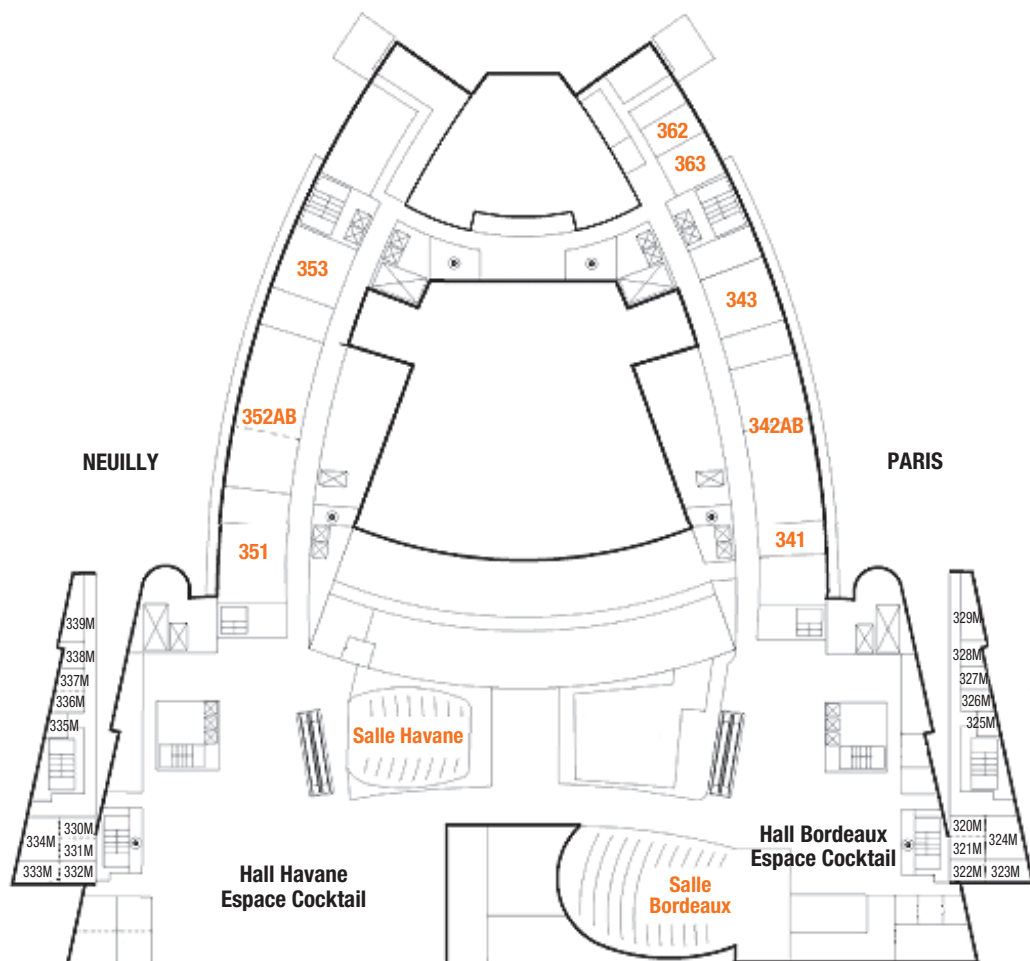 362
363
353
343
352AB
342AB
NEUILLY
PARIS
351
341
339M
329M
338M
328M
337M
327M
336M
326M
335M
325M
Salle Havane
330M
334M
331M
333M
332M
Hall Bordeaux
Espace Cocktail
320M
324M
321M
322M
323M
Hall Havane
Espace Cocktail
Salle
Bordeaux